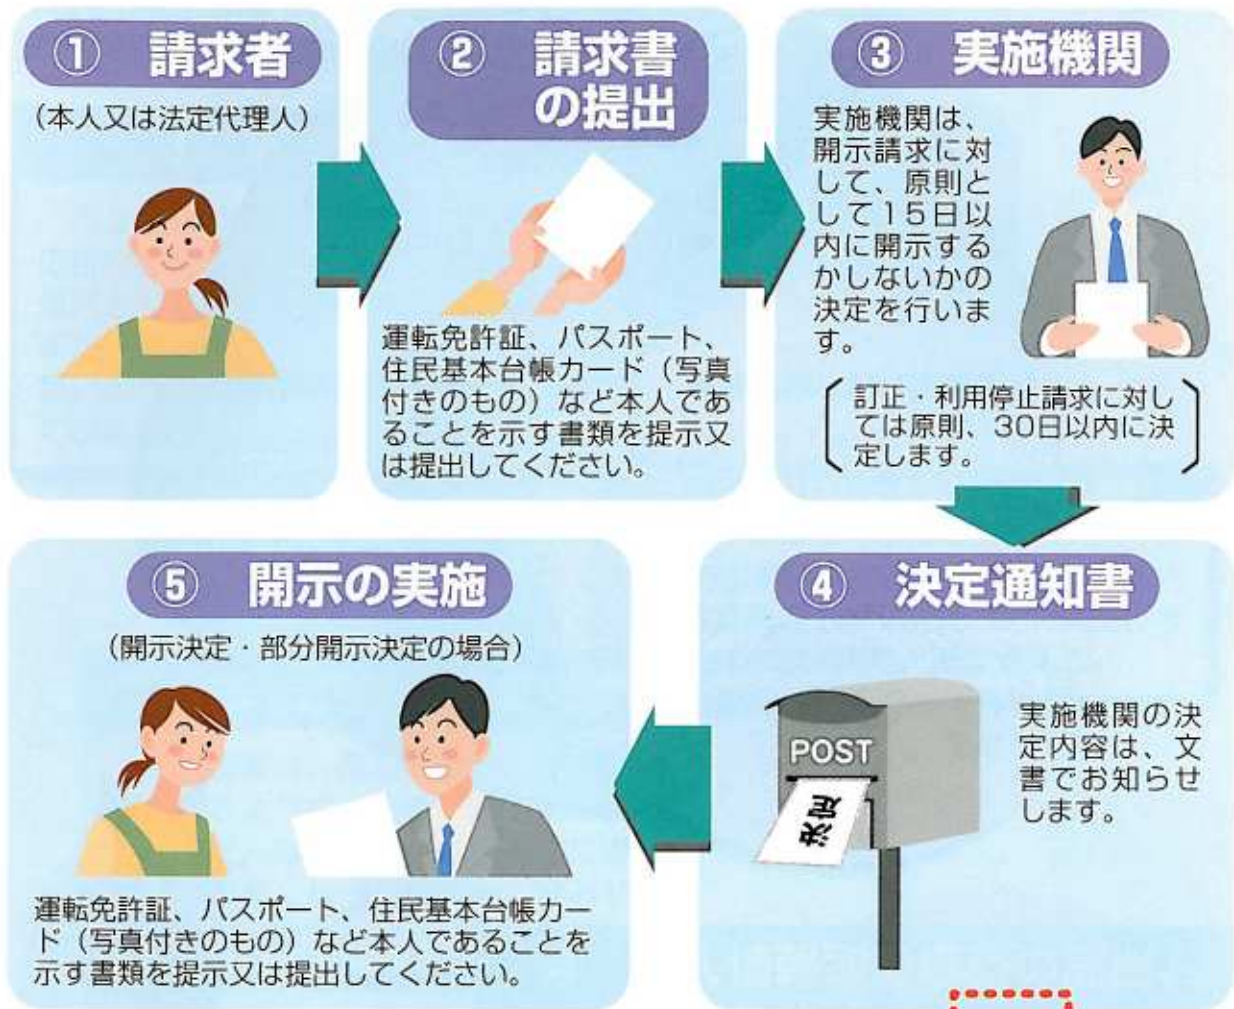 ① 請求者
（本人又は法定代理人）
② 請求書
の提出
運転免許証、パスポート、
住民基本台帳カード（写真
付きのもの）など本人であ
ることを示す書類を提示又
は提出してください。
③ 実施機関
実施機関は、
開示請求に対
して、原則と
して15日以
内に開示する
かしないかの
決定を行いま
す。
訂正・利用停止請求に対し
ては原則、30日以内に決
定します。
④ 決定通知書
POST
決定
実施機関の決
定内容は、文
書でお知らせ
します。
⑤ 開示の実施
（開示決定・部分開示決定の場合）
運転免許証、パスポート、住民基本台帳カー
ド（写真付きのもの）など本人であることを
示す書類を提示又は提出してください。